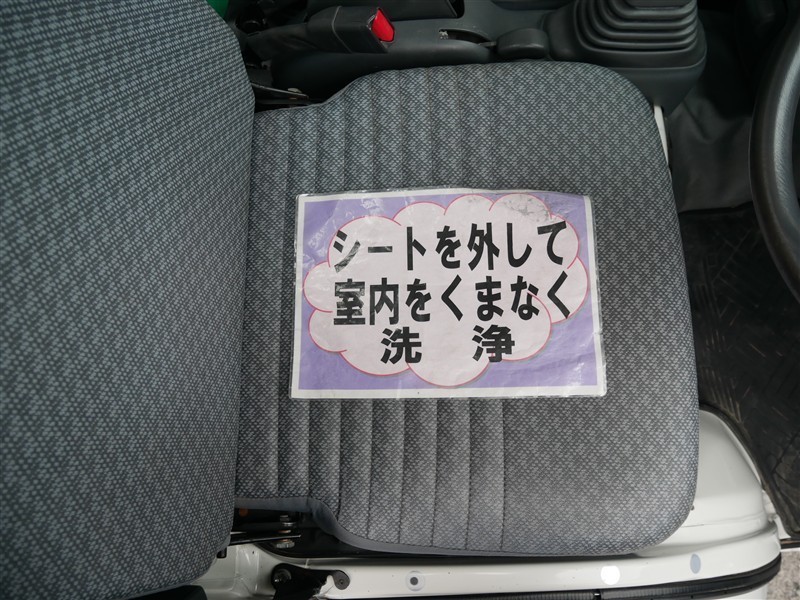 シートを外して
室内をくまなく
洗　浄